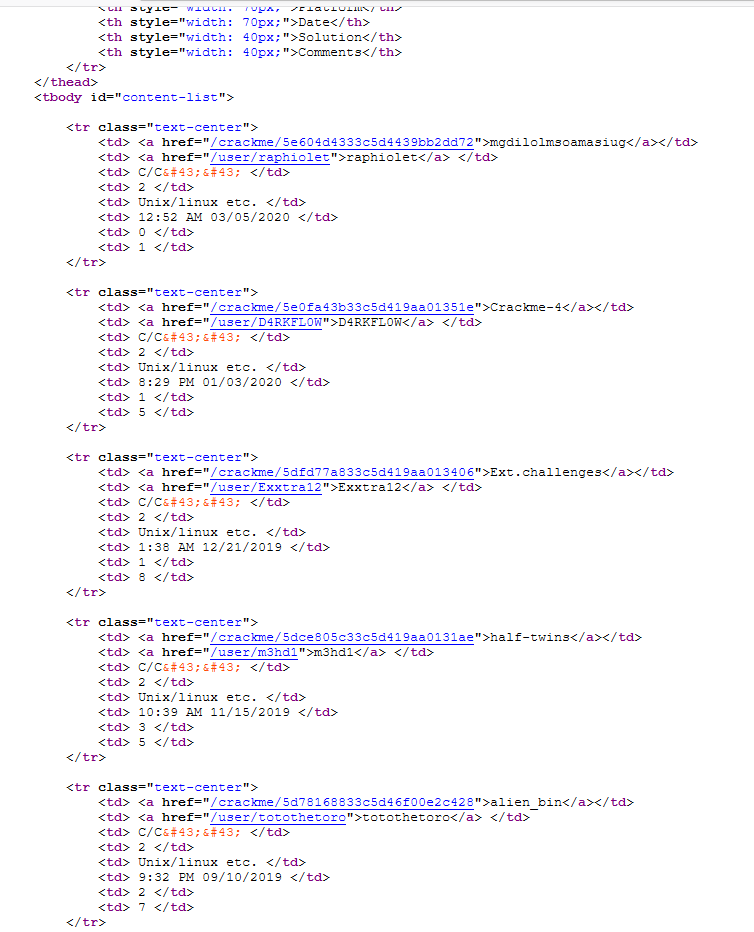 <th style="width: 70px;">Platform</th>
<th style="width: 70px;">Date</th>
<th style="width: 40px;">Solution</th>
<th style="width: 40px;">Comments</th>
</tr>
</thead>
<tbody id="content-list">
<tr class="text-center">
<td> <a href="/crackme/5e604d4333c5d4439bb2dd72">mgdilolmsoamasiug</a></td>
<td> <a href="/user/raphiolet">raphiolet</a> </td>
<td> C/C&#43;&#43; </td>
<td> 2 </td>
<td> Unix/linux etc. </td>
<td> 12:52 AM 03/05/2020 </td>
<td> 0 </td>
<td> 1 </td>
</tr>
<tr class="text-center">
<td> <a href="/crackme/5e0fa43b33c5d419aa01351e">Crackme-4</a></td>
<td> <a href="/user/D4RKFL0W">D4RKFL0W</a> </td>
<td> C/C&#43;&#43; </td>
<td> 2 </td>
<td> Unix/linux etc. </td>
<td> 8:29 PM 01/03/2020 </td>
<td> 1 </td>
<td> 5 </td>
</tr>
<tr class="text-center">
<td> <a href="/crackme/5dfd77a833c5d419aa013406">Ext.challenges</a></td>
<td> <a href="/user/Exxtra12">Exxtra12</a> </td>
<td> C/C&#43;&#43; </td>
<td> 2 </td>
<td> Unix/linux etc. </td>
<td> 1:38 AM 12/21/2019 </td>
<td> 1 </td>
<td> 8 </td>
</tr>
<tr class="text-center">
<td> <a href="/crackme/5dce805c33c5d419aa0131ae">half-twins</a></td>
<td> <a href="/user/m3hd1">m3hd1</a> </td>
<td> C/C&#43;&#43; </td>
<td> 2 </td>
<td> Unix/linux etc. </td>
<td> 10:39 AM 11/15/2019 </td>
<td> 3 </td>
<td> 5 </td>
</tr>
<tr class="text-center">
<td> <a href="/crackme/5d78168833c5d46f00e2c428">alien_bin</a></td>
<td> <a href="/user/totothetoro">totothetoro</a> </td>
<td> C/C&#43;&#43; </td>
<td> 2 </td>
<td> Unix/linux etc. </td>
<td> 9:32 PM 09/10/2019 </td>
<td> 2 </td>
<td> 7 </td>
</tr>